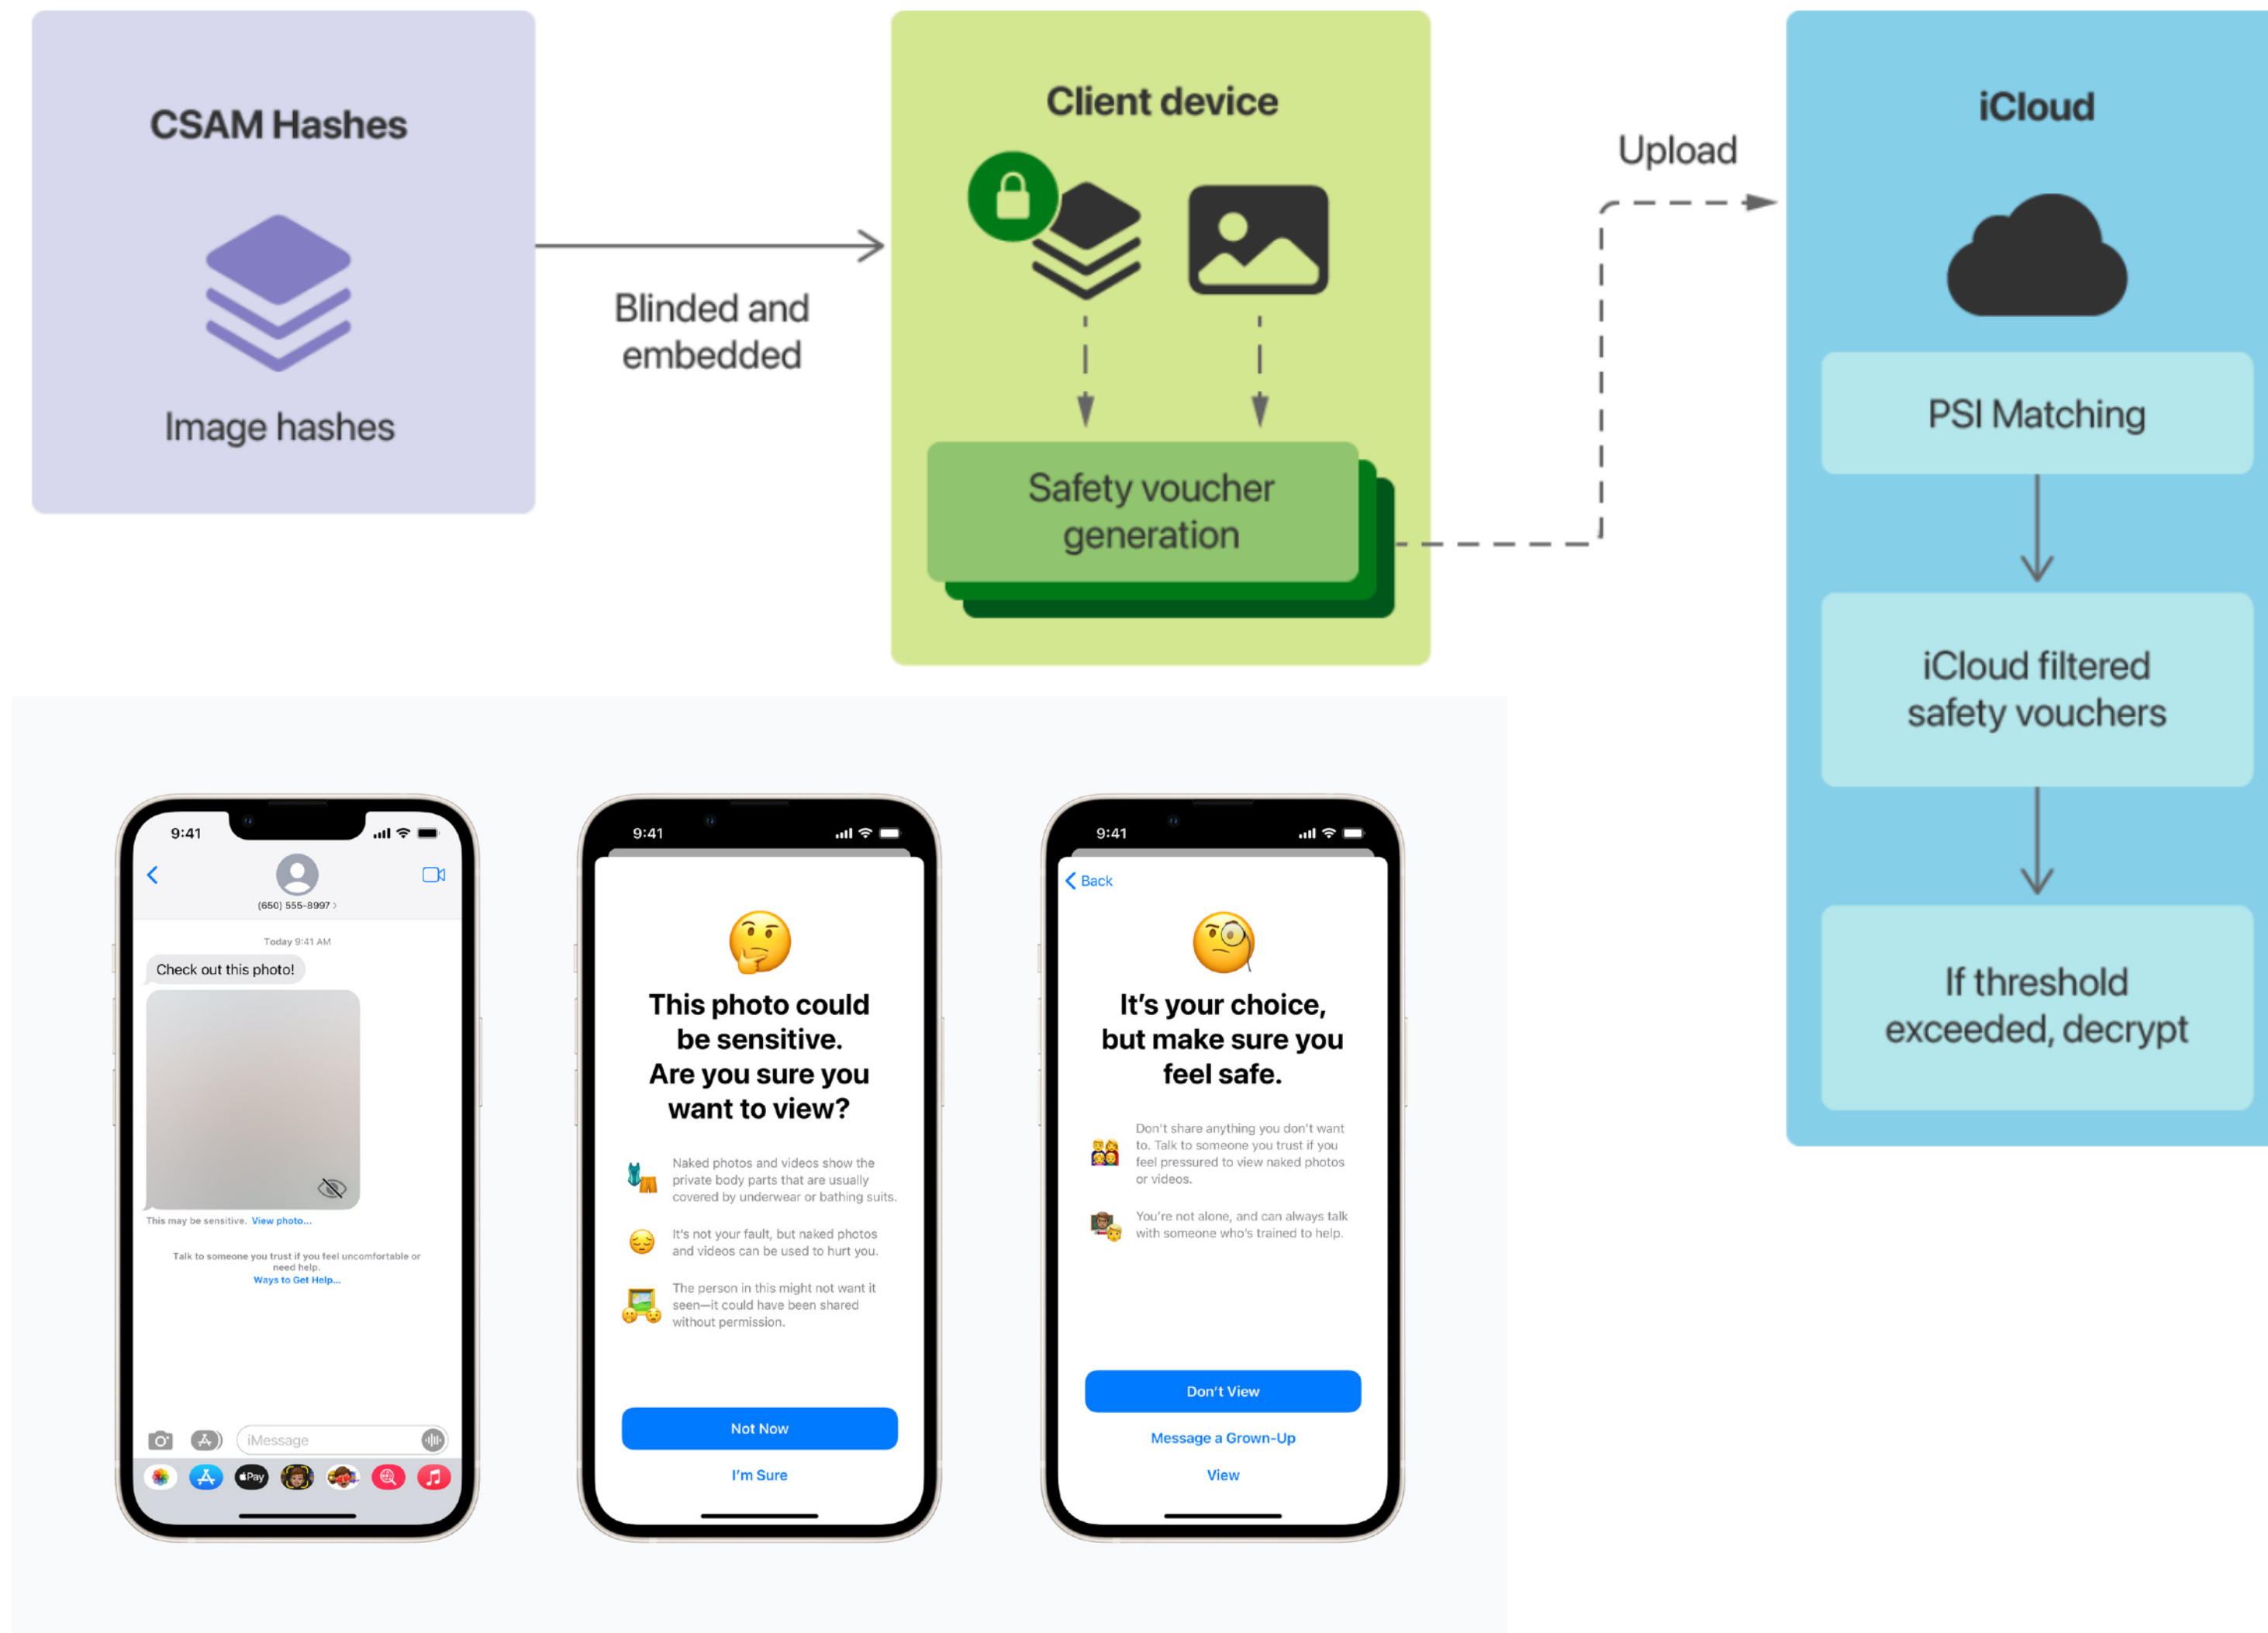 CSAM Hashes
Image hashes
Blinded and
embedded
Client device
Safety voucher
generation
Upload
iCloud
PSI Matching
iCloud filtered
safety vouchers
If threshold
exceeded, decrypt
9:41
(650) 555-8997 ›
Today 9:41 AM
Check out this photo!
This may be sensitive. View photo...
Talk to someone you trust if you feel uncomfortable or
need help.
Ways to Get Help...
iMessage
Pay
9:41
This photo could
be sensitive.
Are you sure you
want to view?
Naked photos and videos show the
private body parts that are usually
covered by underwear or bathing suits.
It's not your fault, but naked photos
and videos can be used to hurt you.
The person in this might not want it
seen—it could have been shared
without permission.
Not Now
I'm Sure
9:41
Back
It's your choice,
but make sure you
feel safe.
Don't share anything you don't want
to. Talk to someone you trust if you
feel pressured to view naked photos
or videos.
You're not alone, and can always talk
with someone who's trained to help.
Don't View
Message a Grown-Up
View